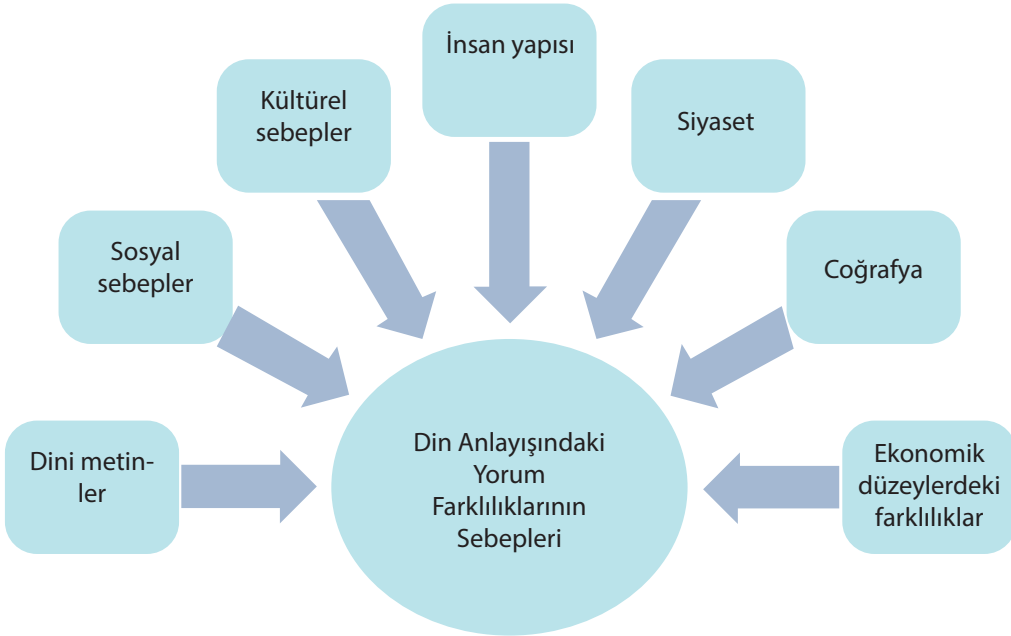 İnsan yapısı
Kültürel
sebepler
Siyaset
Sosyal
sebepler
Coğrafya
Dini metin-
ler
Din Anlayışındaki
Yorum
Farklılıklarının
Sebepleri
Ekonomik
düzeylerdeki
farklılıklar